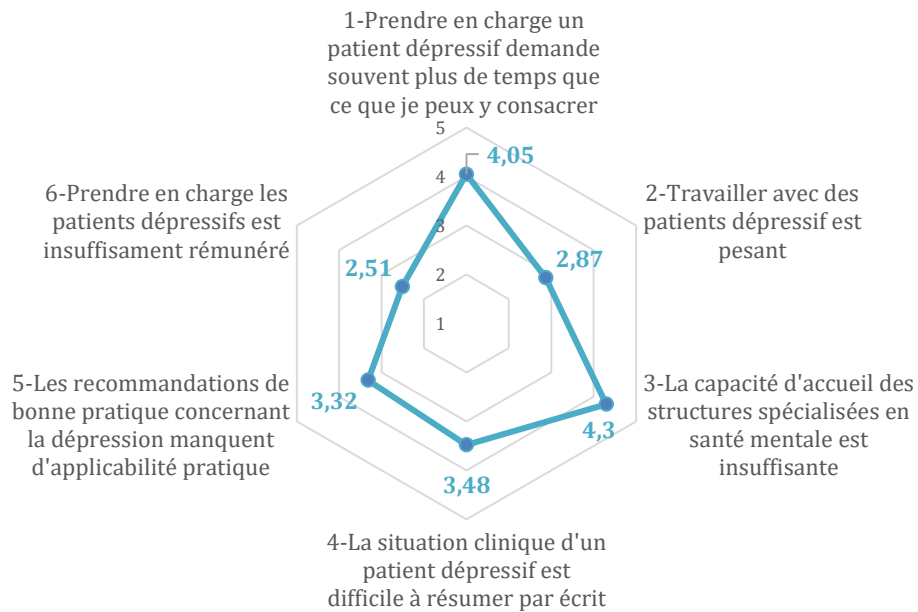 1-Prendre en charge un
patient dépressif demande
souvent plus de temps que
ce que je peux y consacrer
5
4,05
4
6-Prendre en charge les
patients dépressifs est
insuffisament rémunéré
2-Travailler avec des
patients dépressif est
pesant
3
2,51
2,87
2
1
5-Les recommandations de
bonne pratique concernant
la dépression manquent
d'applicabilité pratique
3,32
3-La capacité d'accueil des
structures spécialisées en
santé mentale est
insuffisante
4,3
3,48
4-La situation clinique d'un
patient dépressif est
difficile à résumer par écrit